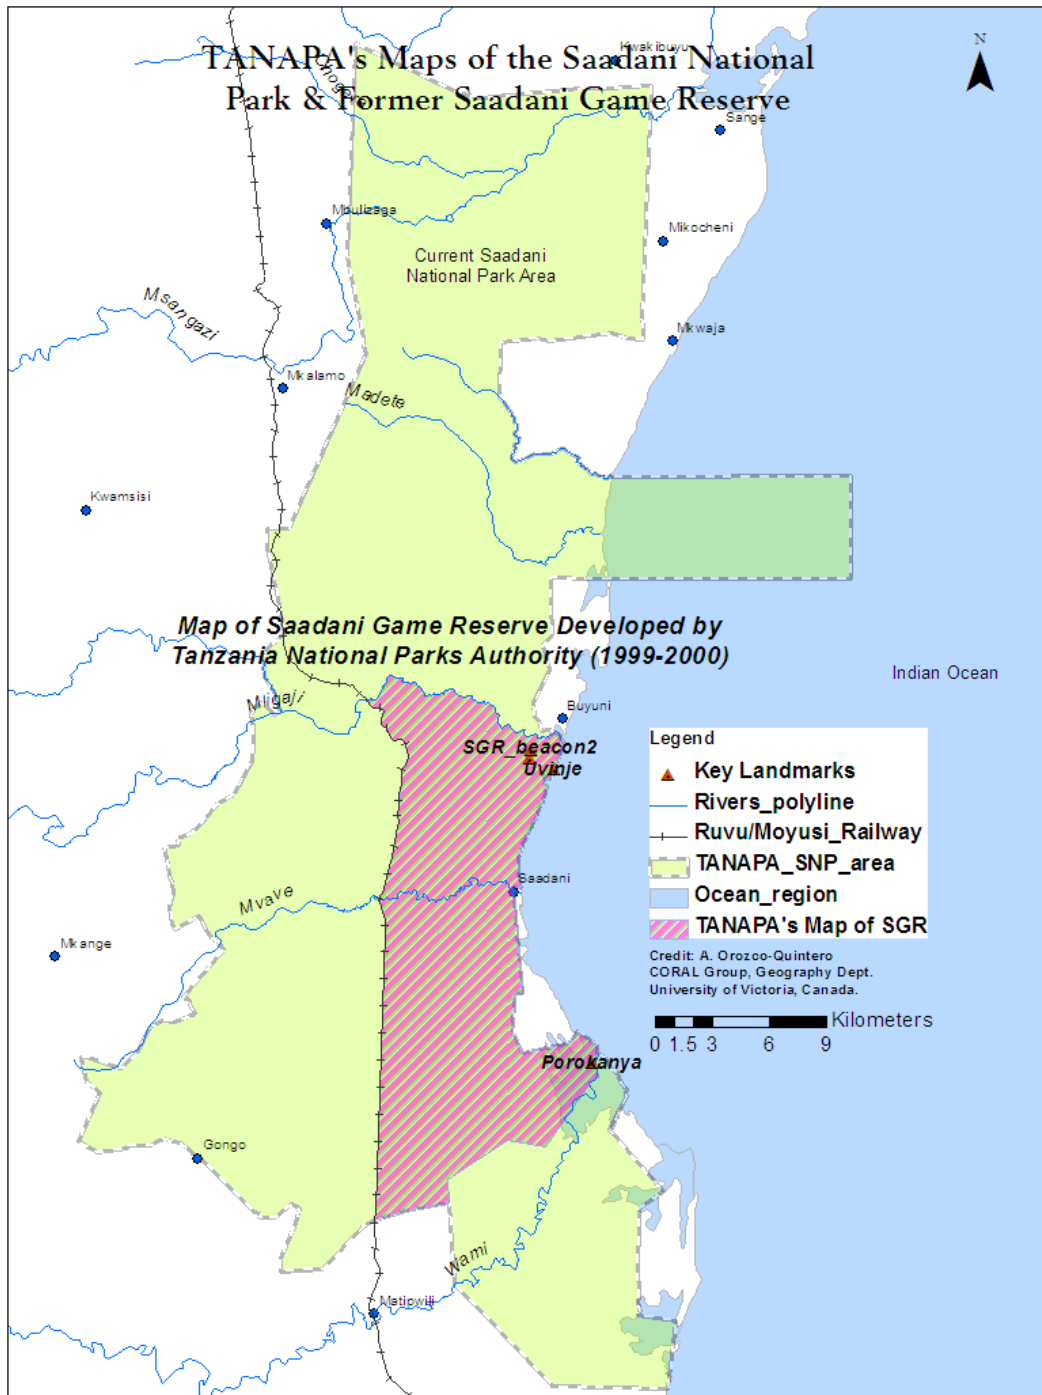 TANAPA's Maps of the Saadani National
Park & Former Saadani Game Reserve
N
Kwakibuyu
Sange
Mbulizaga
Mikocheni
Current Saadani
National Park Area
Msangazi
Mkwaja
Mkalamo
Madete
Kwamsisi
Map of Saadani Game Reserve Developed by
Tanzania National Parks Authority (1999-2000)
Indian Ocean
Mligaji
Buyuni
SGR_beacon2
Uvinje
Legend
Key Landmarks
Rivers_polyline
Ruvu/Moyusi_Railway
TANAPA_SNP_area
Ocean_region
TANAPA's Map of SGR
Saadani
Mvave
Mkange
Credit: A. Orozco-Quintero
CORAL Group, Geography Dept.
University of Victoria, Canada.
Kilometers
0 1.5 3 6 9
Porokanya
Gongo
Wami
Matipwili